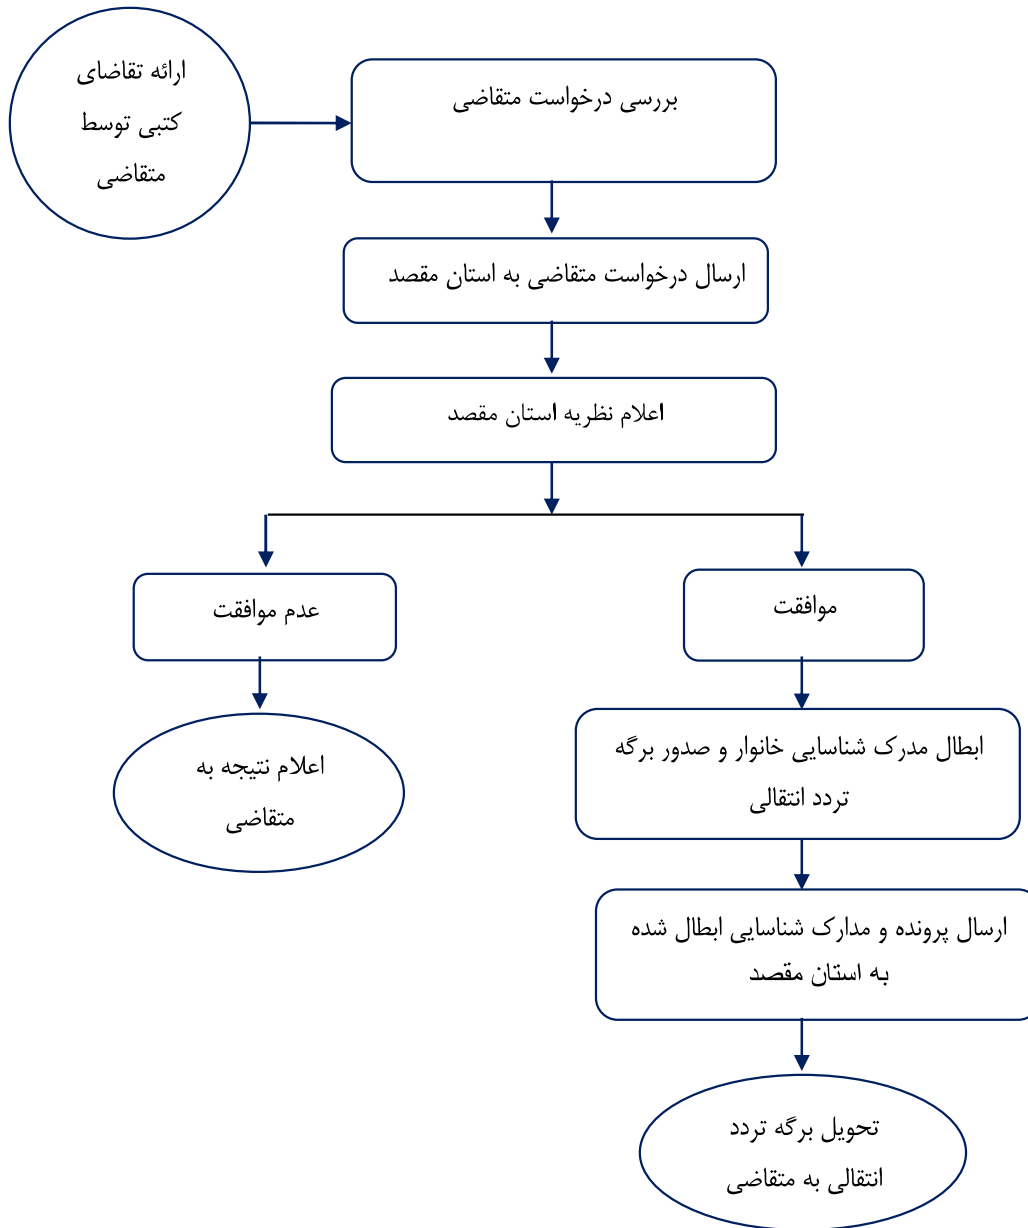 ارائه تقاضای
کتبی توسط
متقاضی
بررسی درخواست متقاضی
ارسال درخواست متقاضی به استان مقصد
اعلام نظریه استان مقصد
موافقت
عدم موافقت
ابطال مدرک شناسایی خانوار و صدور برگه
تردد انتقالی
اعلام نتیجه به
متقاضی
ارسال پرونده و مدارک شناسایی ابطال شده
به استان مقصد
تحویل برگه تردد
انتقالی به متقاضی